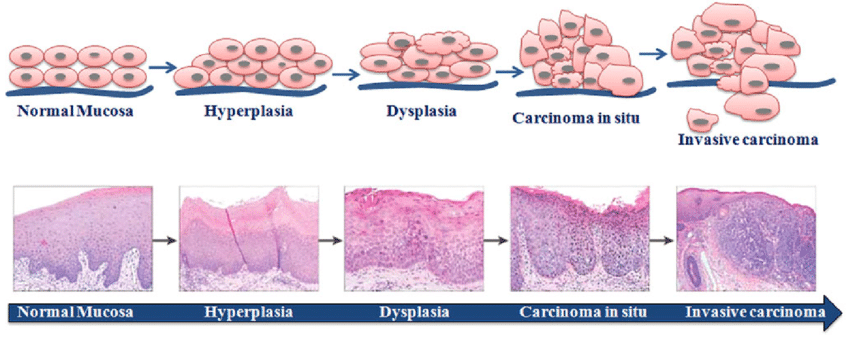 Normal Mucosa
Hyperplasia
Dysplasia
Carcinoma in situ
Invasive carcinoma
Normal Mucosa
Hyperplasia
Dysplasia
Carcinoma in situ
Invasive carcinoma